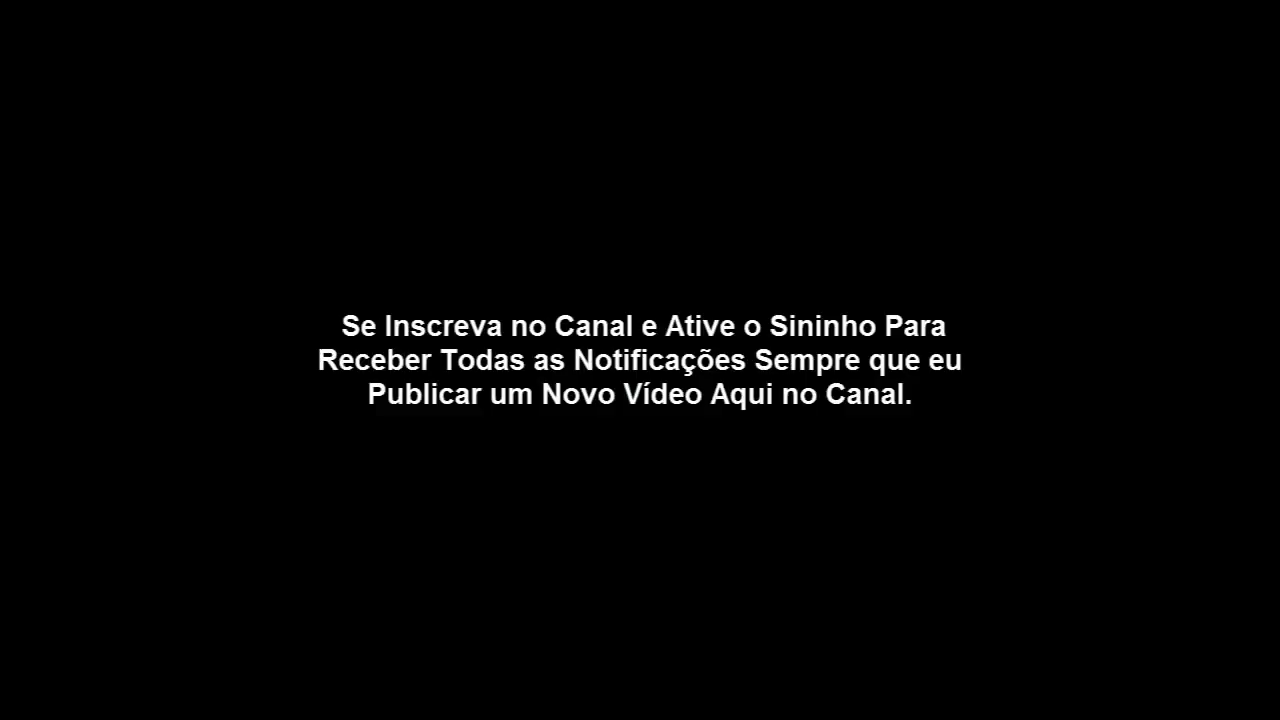 Se Inscreva no Canal e Ative o Sininho Para
Receber Todas as Notificações Sempre que eu
Publicar um Novo Vídeo Aqui no Canal.